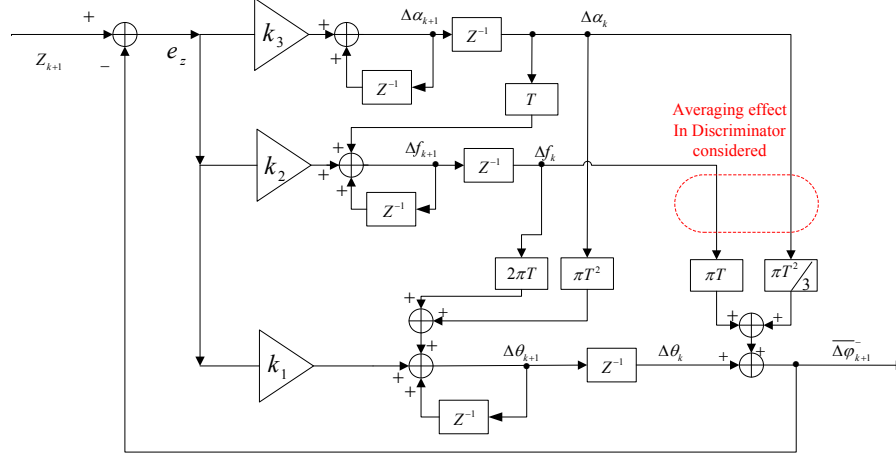 +
−
Z_{k+1}
e_z
k_3
+
+
Δα_{k+1}
Z^{-1}
Δα_k
Z^{-1}
T
Averaging effect
In Discriminator
considered
k_2
+
+
+
Δf_{k+1}
Z^{-1}
Δf_k
Z^{-1}
2πT
πT^2
πT
πT^2/3
+
+
+
+
k_1
+
+
+
Δθ_{k+1}
Z^{-1}
Δθ_k
+
+
\overline{Δφ}^-_{k+1}
Z^{-1}